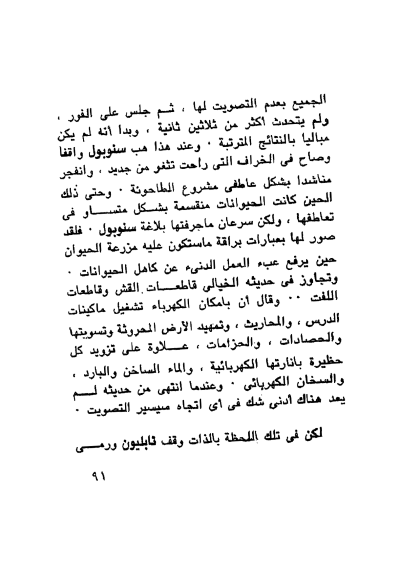 الجميع بعدم التصويت لها ، ثم جلس على الفور ،
ولم يتحدث أكثر من ثلاثين ثانية ، وبدا أنه لم يكن
مباليا بالنتائج المترتبة . وعند هذا هب سنوبول واقفا
وصاح فى الخراف التى راحت تثغو من جديد ، وانفجر
مناشدا بشكل عاطفى مشروع الطاحونة . وحتى ذلك
الحين كانت الحيوانات منقسمة بشكل متساو فى
تعاطفها ، ولكن سرعان ماجرفتها بلاغة سنوبول . فلقد
صور لها بعبارات براقة ماستكون عليه مزرعة الحيوان
حين يرفع عبء العمل الدنىء عن كاهل الحيوانات .
وتجاوز فى حديثه الخيالى قاطعات القش وقاطعات
اللفت .. وقال أن بامكان الكهرباء تشغيل ماكينات
الدرس ، والمحاريث ، وتمهيد الأرض المحروثة وتسويتها
والحصادات ، والحزامات ، علاوة على تزويد كل
حظيرة بانارتها الكهربائية ، والماء الساخن والبارد ،
والسخان الكهربائى . وعندما انتهى من حديثه لم
يعد هناك أدنى شك فى أى اتجاه سيسير التصويت .
لكن فى تلك اللحظة بالذات وقف نابليون ورمى
٩١